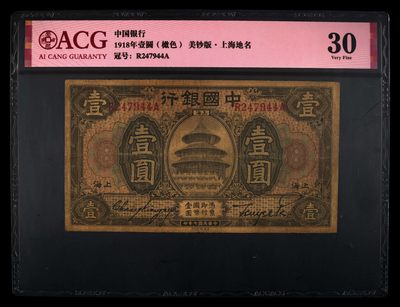 ACG
AI CANG GUARANTY
中国银行
1918年壹圆（橄色） 美钞版·上海地名
冠号：R247944A
30
Very Fine
行銀國中
R247944A
R247944A
壹
圓
壹
圓
海上
海上
壹
壹